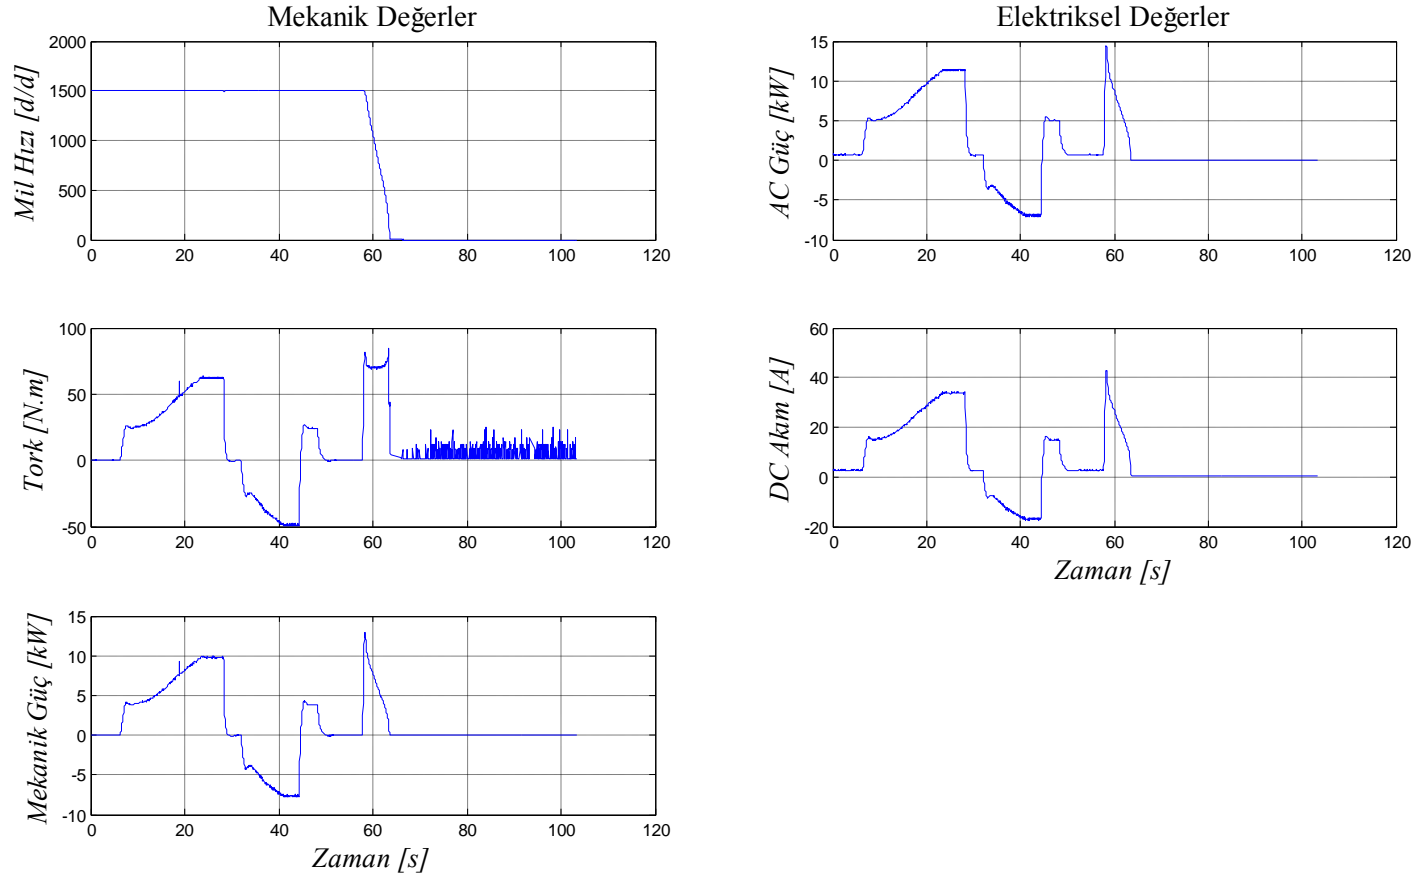 Mekanik Değerler
Mil Hızı [d/d]
2000
1500
1000
500
0
0 20 40 60 80 100 120
Tork [N.m]
100
50
0
-50
0 20 40 60 80 100 120
Mekanik Güç [kW]
15
10
5
0
-5
-10
0 20 40 60 80 100 120
Zaman [s]
Elektriksel Değerler
AC Güç [kW]
15
10
5
0
-5
-10
0 20 40 60 80 100 120
DC Akım [A]
60
40
20
0
-20
0 20 40 60 80 100 120
Zaman [s]